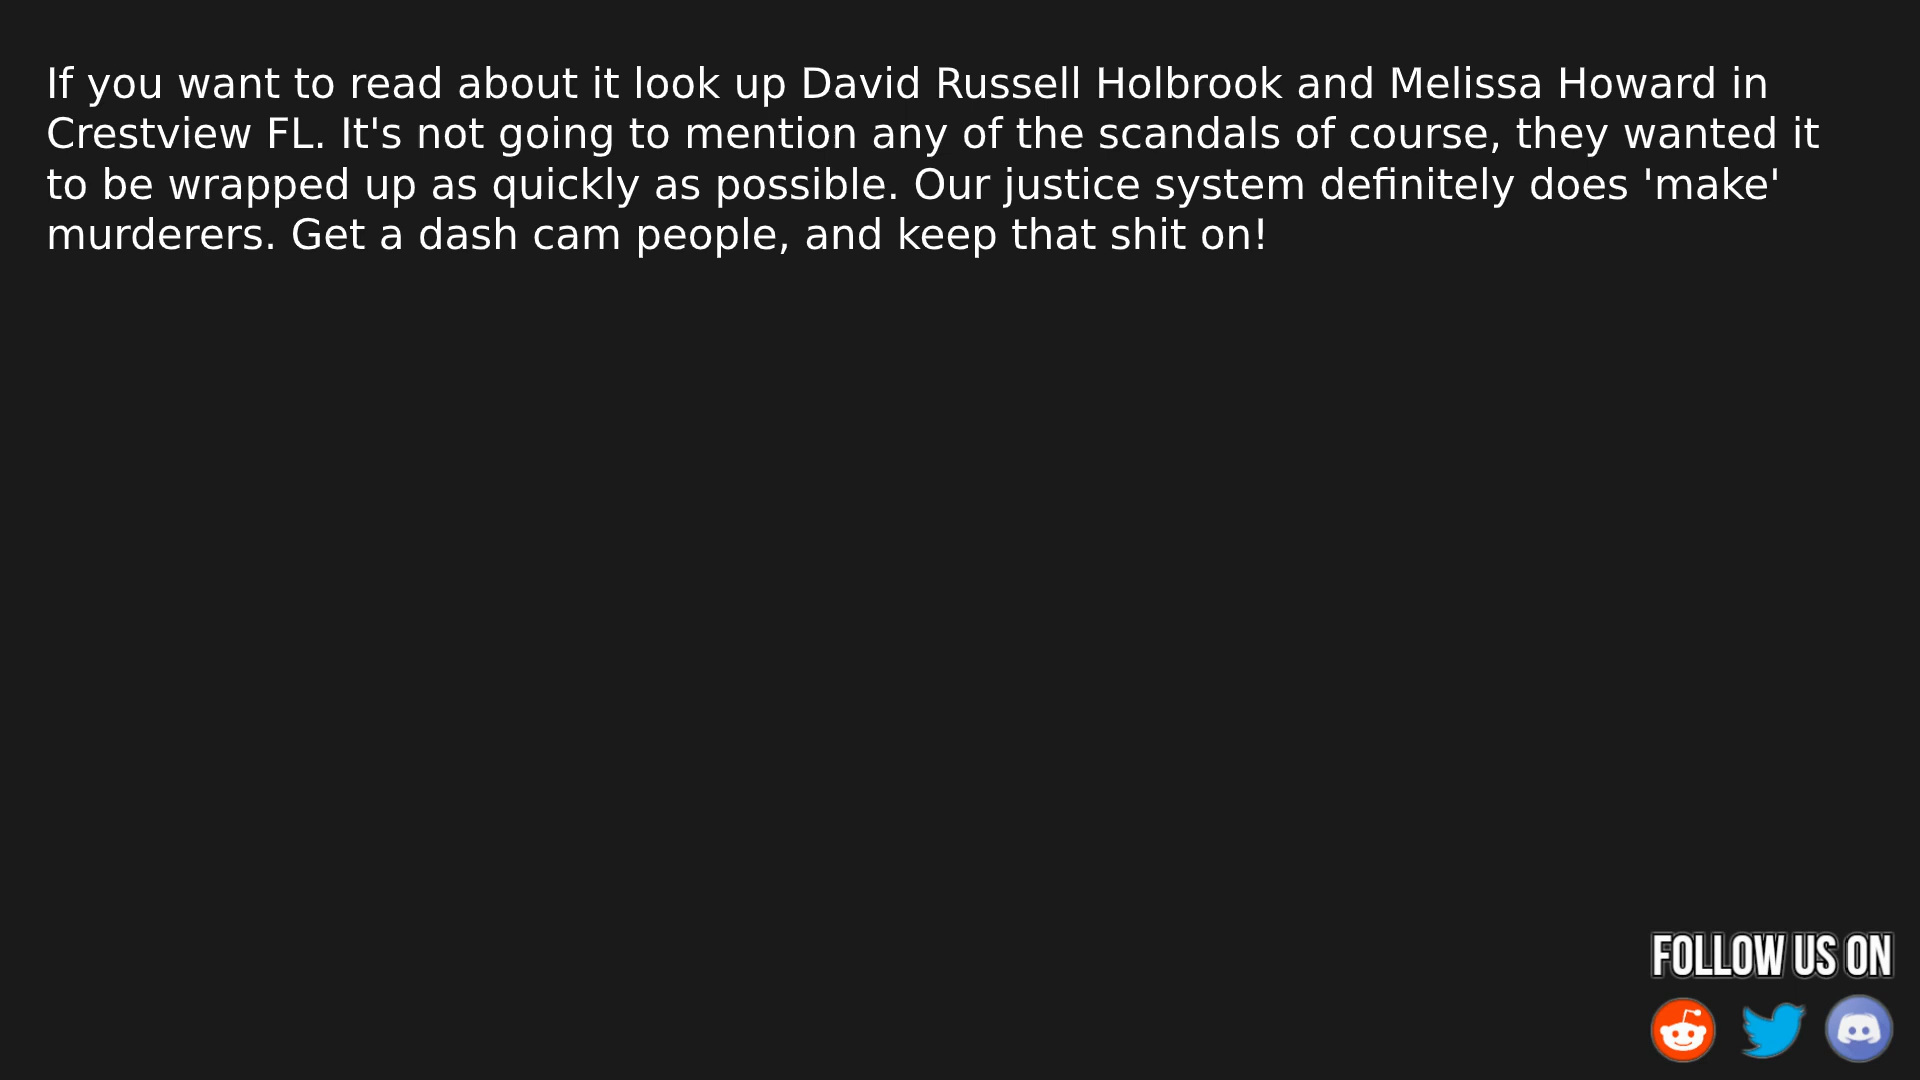 If you want to read about it look up David Russell Holbrook and Melissa Howard in
Crestview FL. It's not going to mention any of the scandals of course, they wanted it
to be wrapped up as quickly as possible. Our justice system definitely does 'make'
murderers. Get a dash cam people, and keep that shit on!
FOLLOW US ON